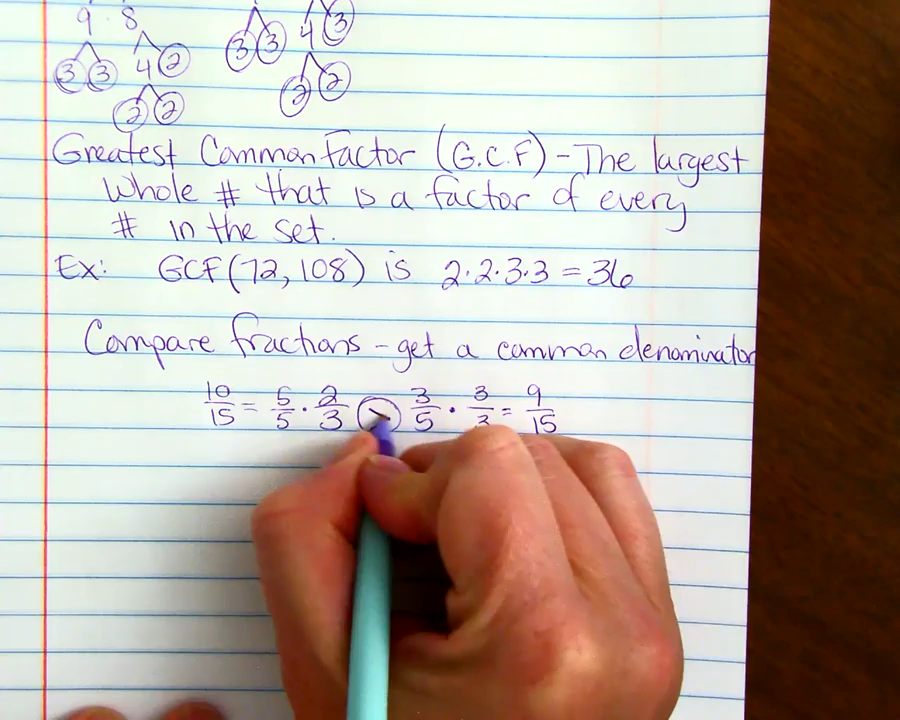 9 · 8
3 3 4 2 3 3 4 3
2 2 2 2
Greatest Common Factor (G.C.F) - The largest
Whole # that is a factor of every
# in the set.
Ex: GCF (72, 108) is 2·2·3·3 = 36
Compare fractions - get a common denominator
10/15 = 5/5 · 2/3 > 3/5 · 3/3 = 9/15